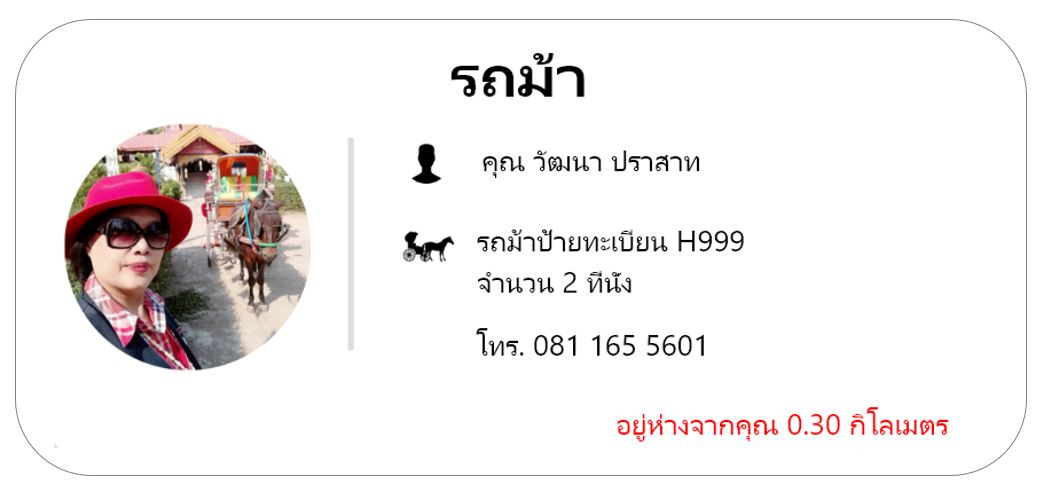 รถม้า
คุณ วัฒนา ปราสาท
รถม้าป้ายทะเบียน H999
จำนวน 2 ที่นั่ง
โทร. 081 165 5601
อยู่ห่างจากคุณ 0.30 กิโลเมตร